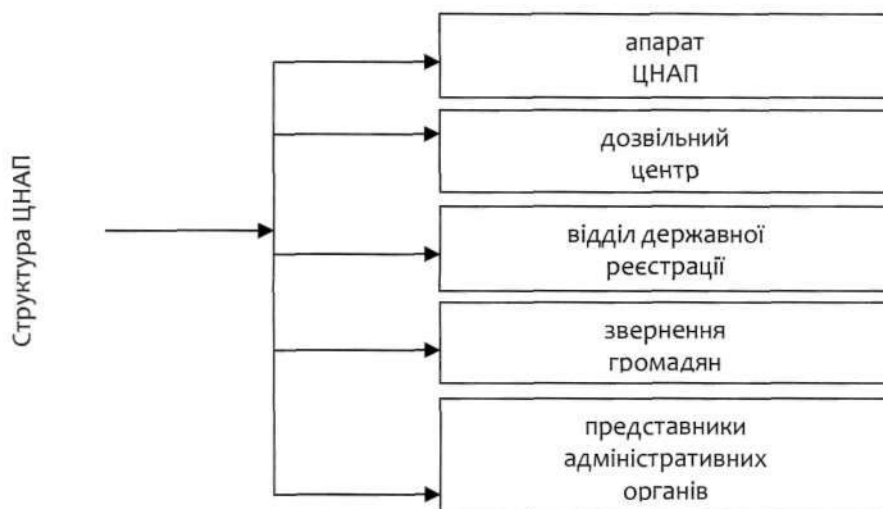 Структура ЦНАП
апарат
ЦНАП
дозвільний
центр
відділ державної
реєстрації
звернення
громадян
представники
адміністративних
органів